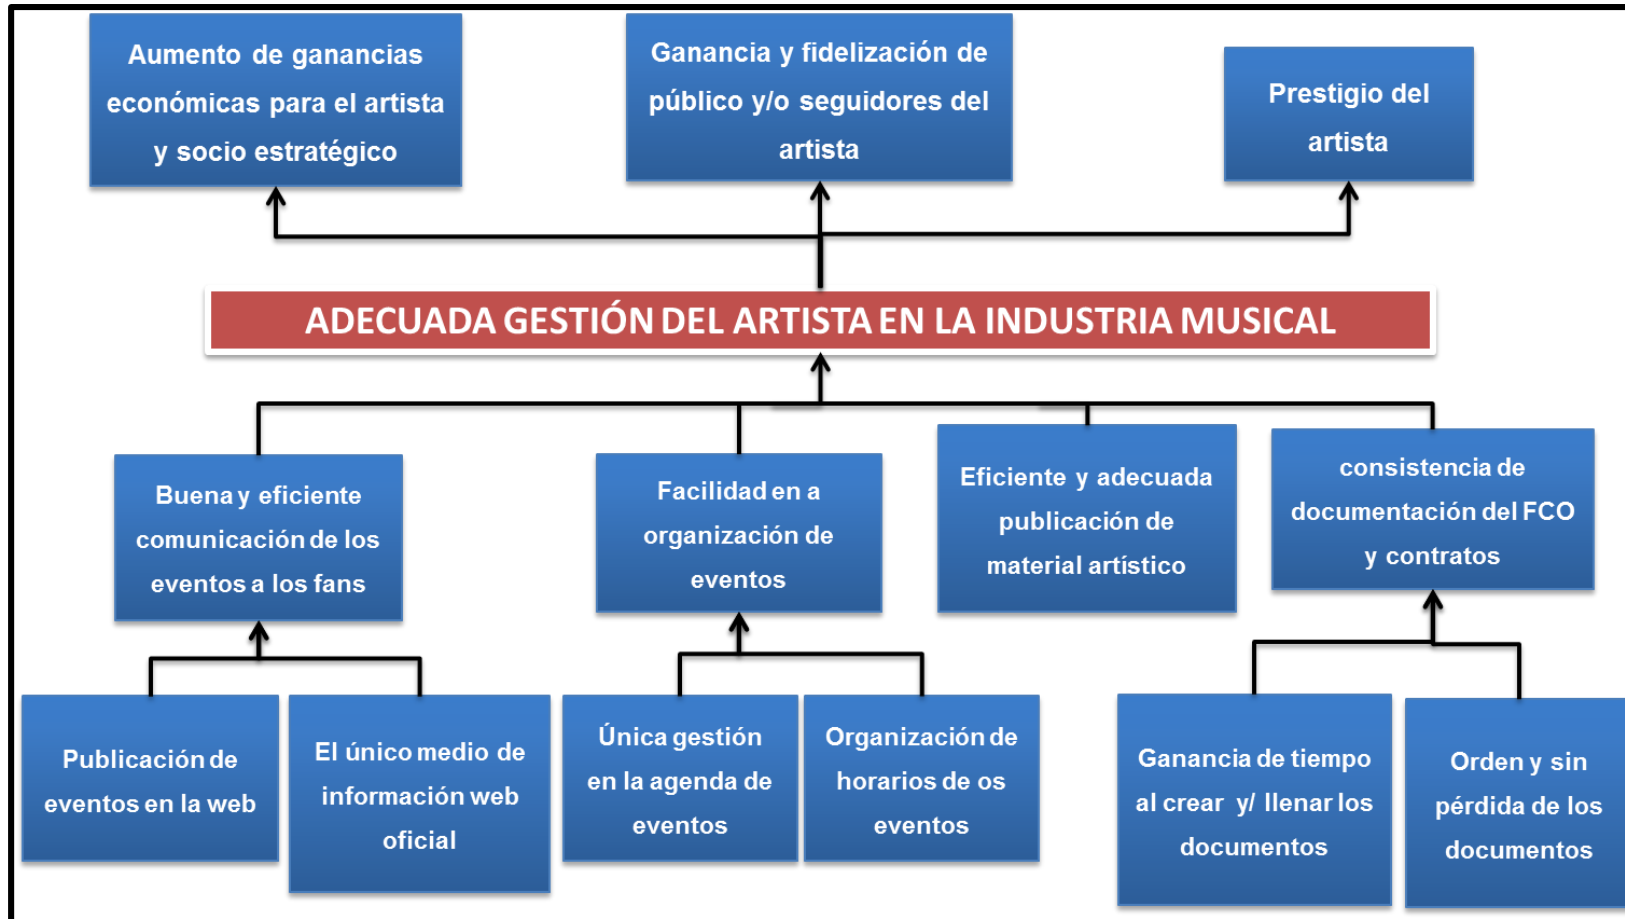 Aumento de ganancias
económicas para el artista
y socio estratégico
Ganancia y fidelización de
público y/o seguidores del
artista
Prestigio del
artista
ADECUADA GESTIÓN DEL ARTISTA EN LA INDUSTRIA MUSICAL
Buena y eficiente
comunicación de los
eventos a los fans
Facilidad en a
organización de
eventos
Eficiente y adecuada
publicación de
material artístico
consistencia de
documentación del FCO
y contratos
Publicación de
eventos en la web
El único medio de
información web
oficial
Única gestión
en la agenda de
eventos
Organización de
horarios de os
eventos
Ganancia de tiempo
al crear y/ llenar los
documentos
Orden y sin
pérdida de los
documentos